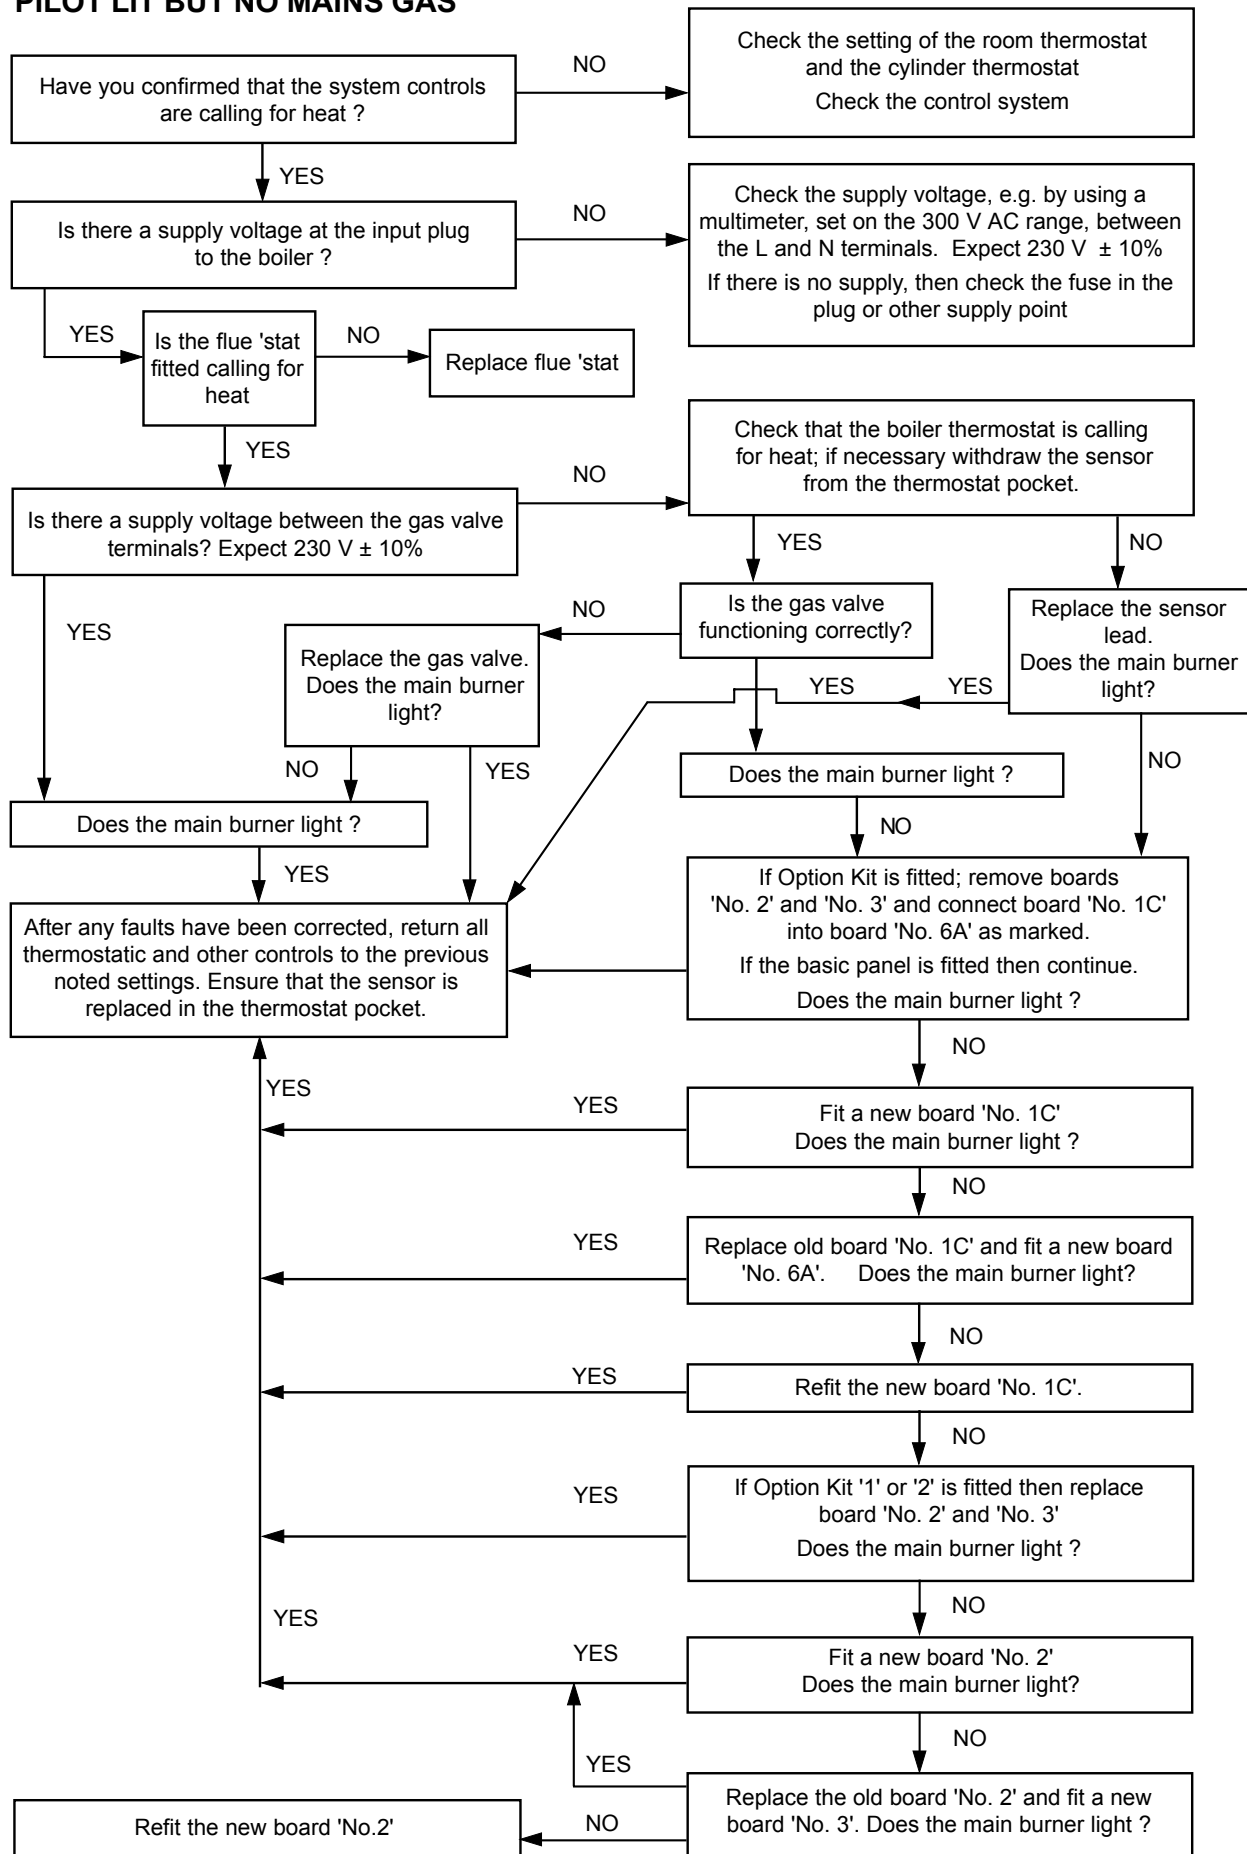 PILOT LIT BUT NO MAINS GAS
Have you confirmed that the system controls
are calling for heat ?
NO
Check the setting of the room thermostat
and the cylinder thermostat
Check the control system
YES
Is there a supply voltage at the input plug
to the boiler ?
NO
Check the supply voltage, e.g. by using a
multimeter, set on the 300 V AC range, between
the L and N terminals. Expect 230 V ± 10%
If there is no supply, then check the fuse in the
plug or other supply point
YES
Is the flue 'stat
fitted calling for
heat
NO
Replace flue 'stat
YES
Is there a supply voltage between the gas valve
terminals? Expect 230 V ± 10%
NO
Check that the boiler thermostat is calling
for heat; if necessary withdraw the sensor
from the thermostat pocket.
YES
NO
YES
Is the gas valve
functioning correctly?
NO
Replace the gas valve.
Does the main burner
light?
Replace the sensor
lead.
Does the main burner
light?
YES
YES
NO
NO
YES
Does the main burner light ?
Does the main burner light ?
NO
YES
After any faults have been corrected, return all
thermostatic and other controls to the previous
noted settings. Ensure that the sensor is
replaced in the thermostat pocket.
If Option Kit is fitted; remove boards
'No. 2' and 'No. 3' and connect board 'No. 1C'
into board 'No. 6A' as marked.
If the basic panel is fitted then continue.
Does the main burner light ?
NO
YES
YES
Fit a new board 'No. 1C'
Does the main burner light ?
NO
YES
Replace old board 'No. 1C' and fit a new board
'No. 6A'. Does the main burner light?
NO
YES
Refit the new board 'No. 1C'.
NO
YES
If Option Kit '1' or '2' is fitted then replace
board 'No. 2' and 'No. 3'
Does the main burner light ?
NO
YES
YES
Fit a new board 'No. 2'
Does the main burner light?
NO
YES
Replace the old board 'No. 2' and fit a new
board 'No. 3'. Does the main burner light ?
NO
Refit the new board 'No.2'